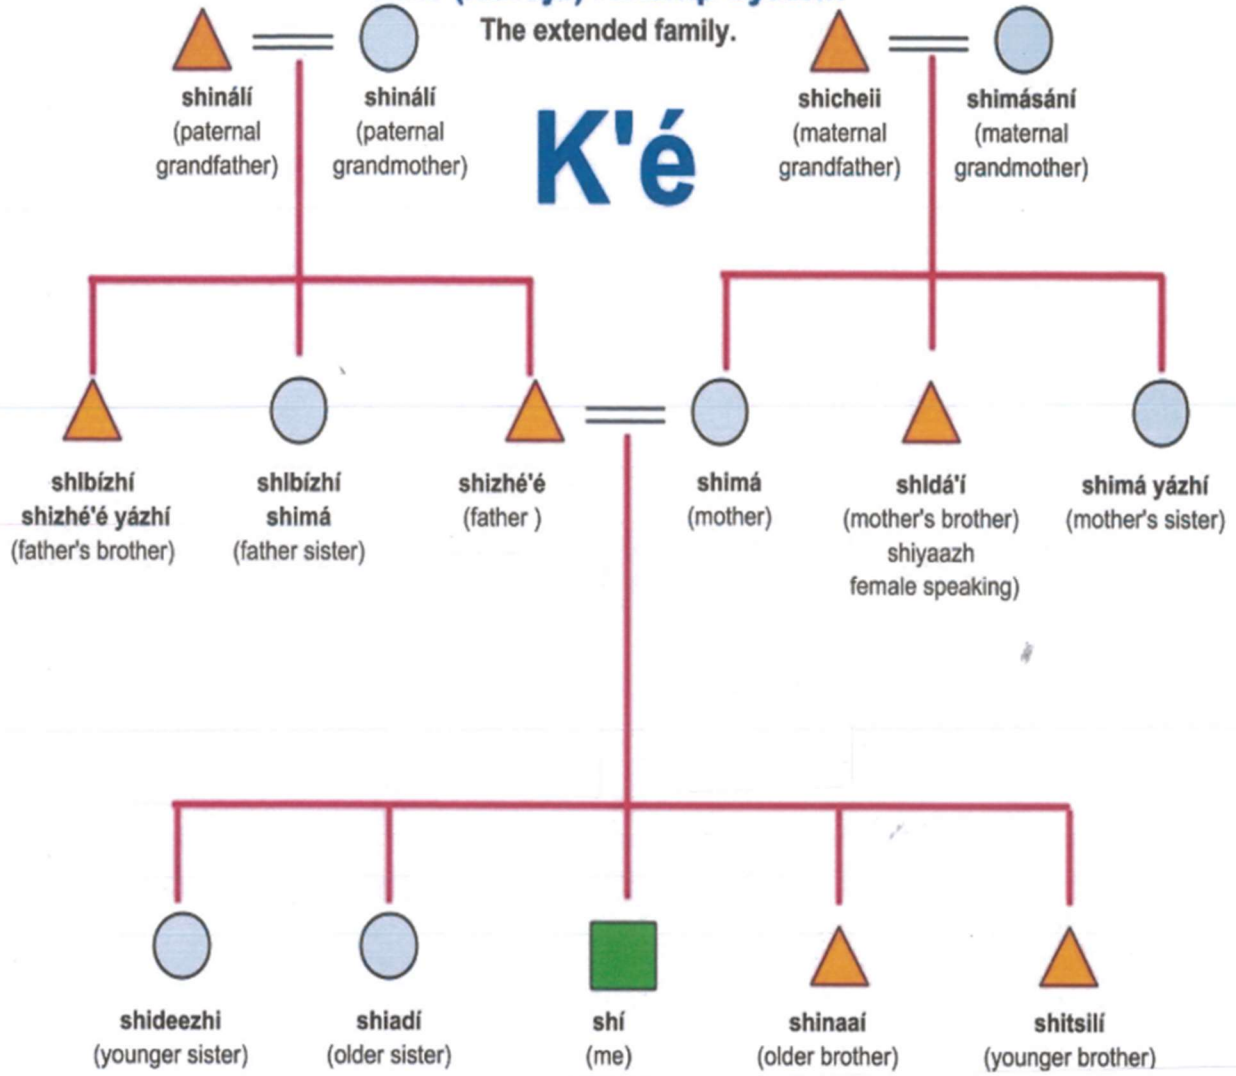 The extended family.
K'é
shinálí
(paternal
grandfather)
shinálí
(paternal
grandmother)
shicheii
(maternal
grandfather)
shimásání
(maternal
grandmother)
shIbízhí
shizhé'é yázhí
(father's brother)
shIbízhí
shimá
(father sister)
shizhé'é
(father )
shimá
(mother)
shIdá'í
(mother's brother)
shiyaazh
female speaking)
shimá yázhí
(mother's sister)
shideezhi
(younger sister)
shiadí
(older sister)
shí
(me)
shinaaí
(older brother)
shitsilí
(younger brother)